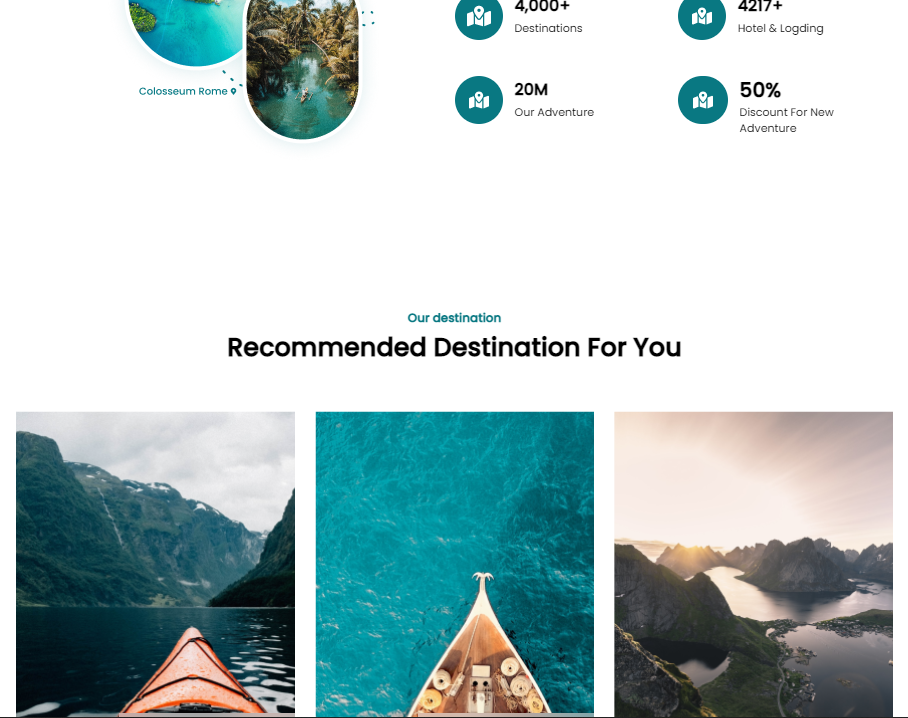 4,000+
Destinations
4217+
Hotel & Logding
Colosseum Rome
20M
Our Adventure
50%
Discount For New
Adventure
Our destination
Recommended Destination For You